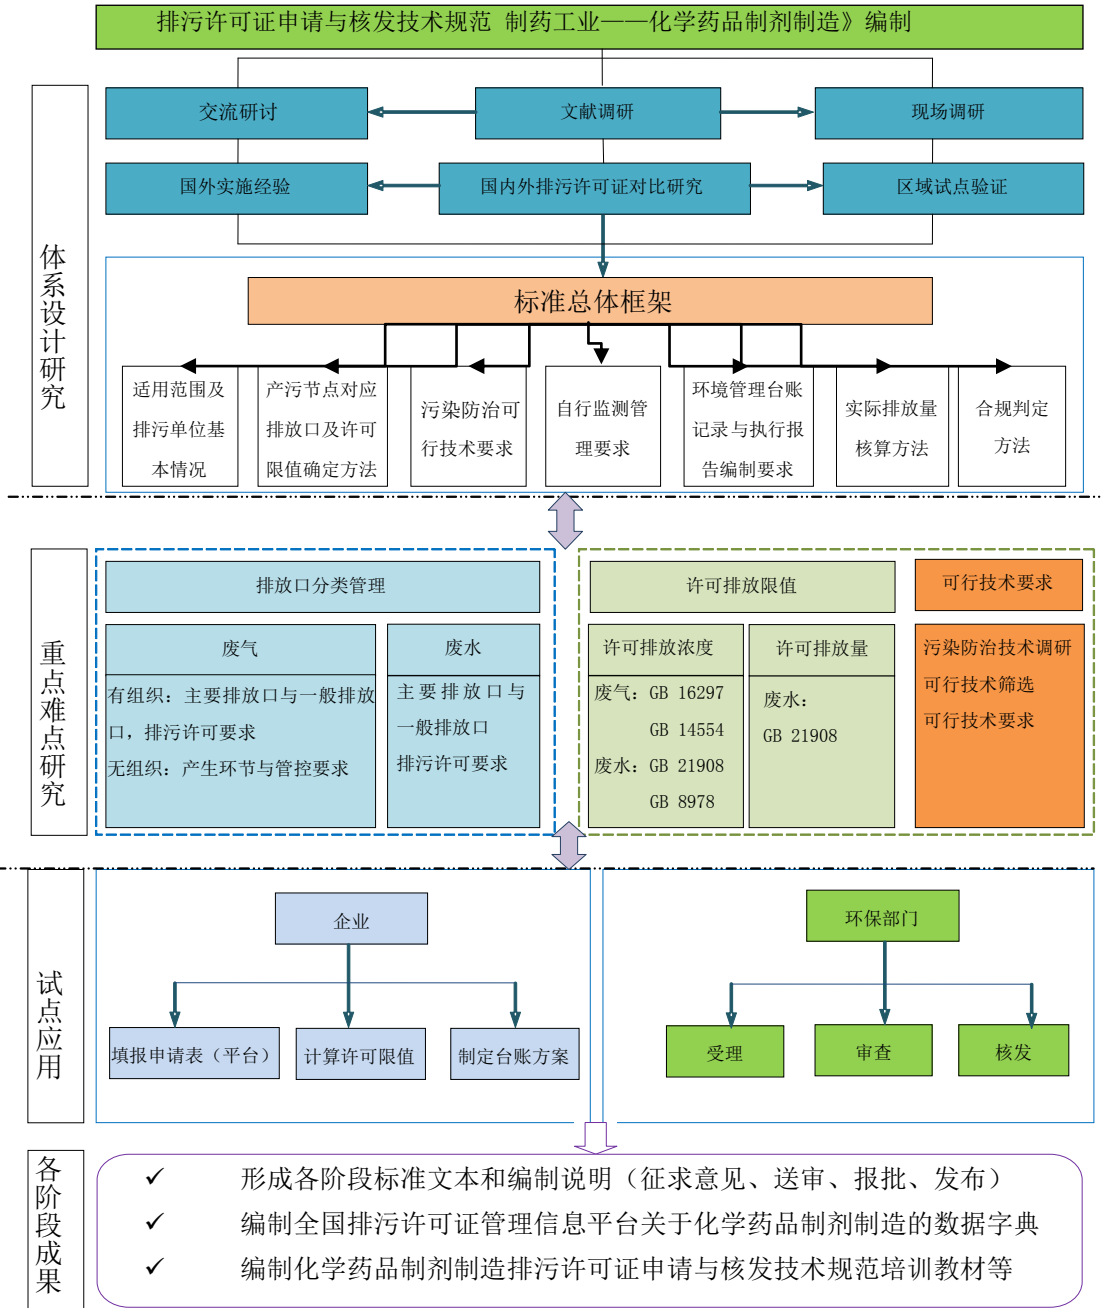 排污许可证申请与核发技术规范 制药工业——化学药品制剂制造》编制
体系设计研究
交流研讨
文献调研
现场调研
国外实施经验
国内外排污许可证对比研究
区域试点验证
标准总体框架
适用范围及
排污单位基
本情况
产污节点对应
排放口及许可
限值确定方法
污染防治可
行技术要求
自行监测管
理要求
环境管理台账
记录与执行报
告编制要求
实际排放量
核算方法
合规判定
方法
重点难点研究
排放口分类管理
废气
有组织：主要排放口与一般排放
口，排污许可要求
无组织：产生环节与管控要求
废水
主要排放口与
一般排放口
排污许可要求
许可排放限值
许可排放浓度
废气：GB 16297
GB 14554
废水：GB 21908
GB 8978
许可排放量
废水：
GB 21908
可行技术要求
污染防治技术调研
可行技术筛选
可行技术要求
试点应用
企业
填报申请表（平台）
计算许可限值
制定台账方案
环保部门
受理
审查
核发
各阶段成果
✓ 形成各阶段标准文本和编制说明（征求意见、送审、报批、发布）
✓ 编制全国排污许可证管理信息平台关于化学药品制剂制造的数据字典
✓ 编制化学药品制剂制造排污许可证申请与核发技术规范培训教材等